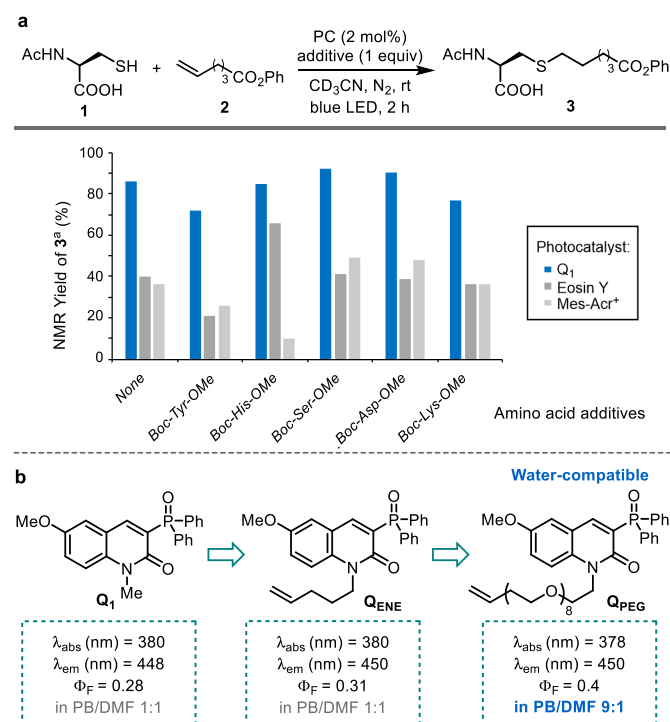 a
PC (2 mol%)
additive (1 equiv)
CD₃CN, N₂, rt
blue LED, 2 h
AcHN
SH
COOH
1
+
( )₃
CO₂Ph
2
AcHN
S
COOH
( )₃
CO₂Ph
3
NMR Yield of 3ᵃ (%)
100
80
60
40
20
0
None
Boc-Tyr-OMe
Boc-His-OMe
Boc-Ser-OMe
Boc-Asp-OMe
Boc-Lys-OMe
Amino acid additives
Photocatalyst:
Q₁
Eosin Y
Mes-Acr⁺
b
Water-compatible
MeO
O
P
Ph
Ph
N
O
Me
Q₁
MeO
O
P
Ph
Ph
N
O
Q_ENE
MeO
O
P
Ph
Ph
N
O
( O )₈
Q_PEG
λabs (nm) = 380
λem (nm) = 448
ΦF = 0.28
in PB/DMF 1:1
λabs (nm) = 380
λem (nm) = 450
ΦF = 0.31
in PB/DMF 1:1
λabs (nm) = 378
λem (nm) = 450
ΦF = 0.4
in PB/DMF 9:1